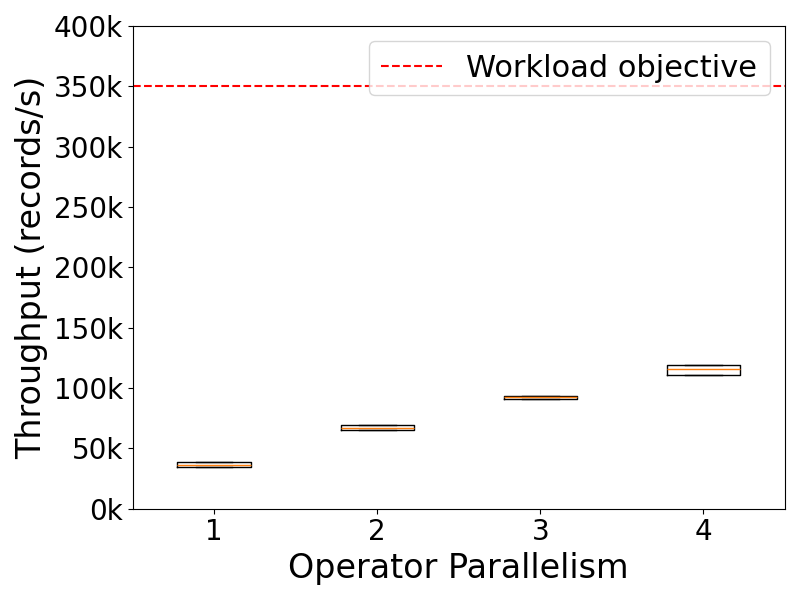 400k
350k
300k
250k
200k
150k
100k
50k
0k
Throughput (records/s)
Workload objective
1 2 3 4
Operator Parallelism